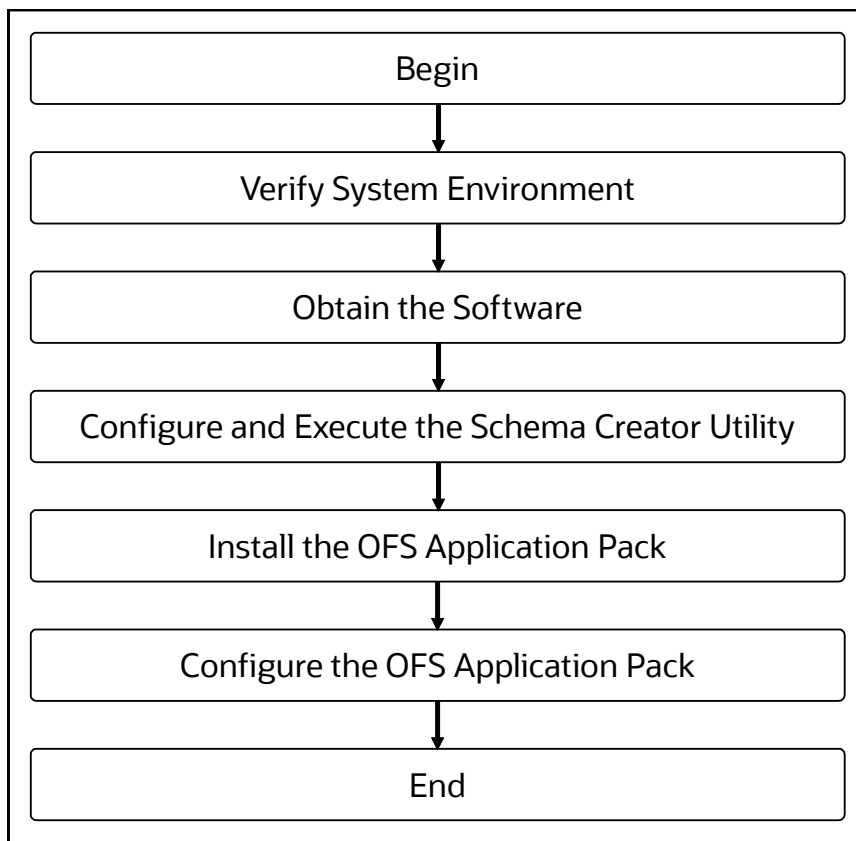 Begin
Verify System Environment
Obtain the Software
Configure and Execute the Schema Creator Utility
Install the OFS Application Pack
Configure the OFS Application Pack
End